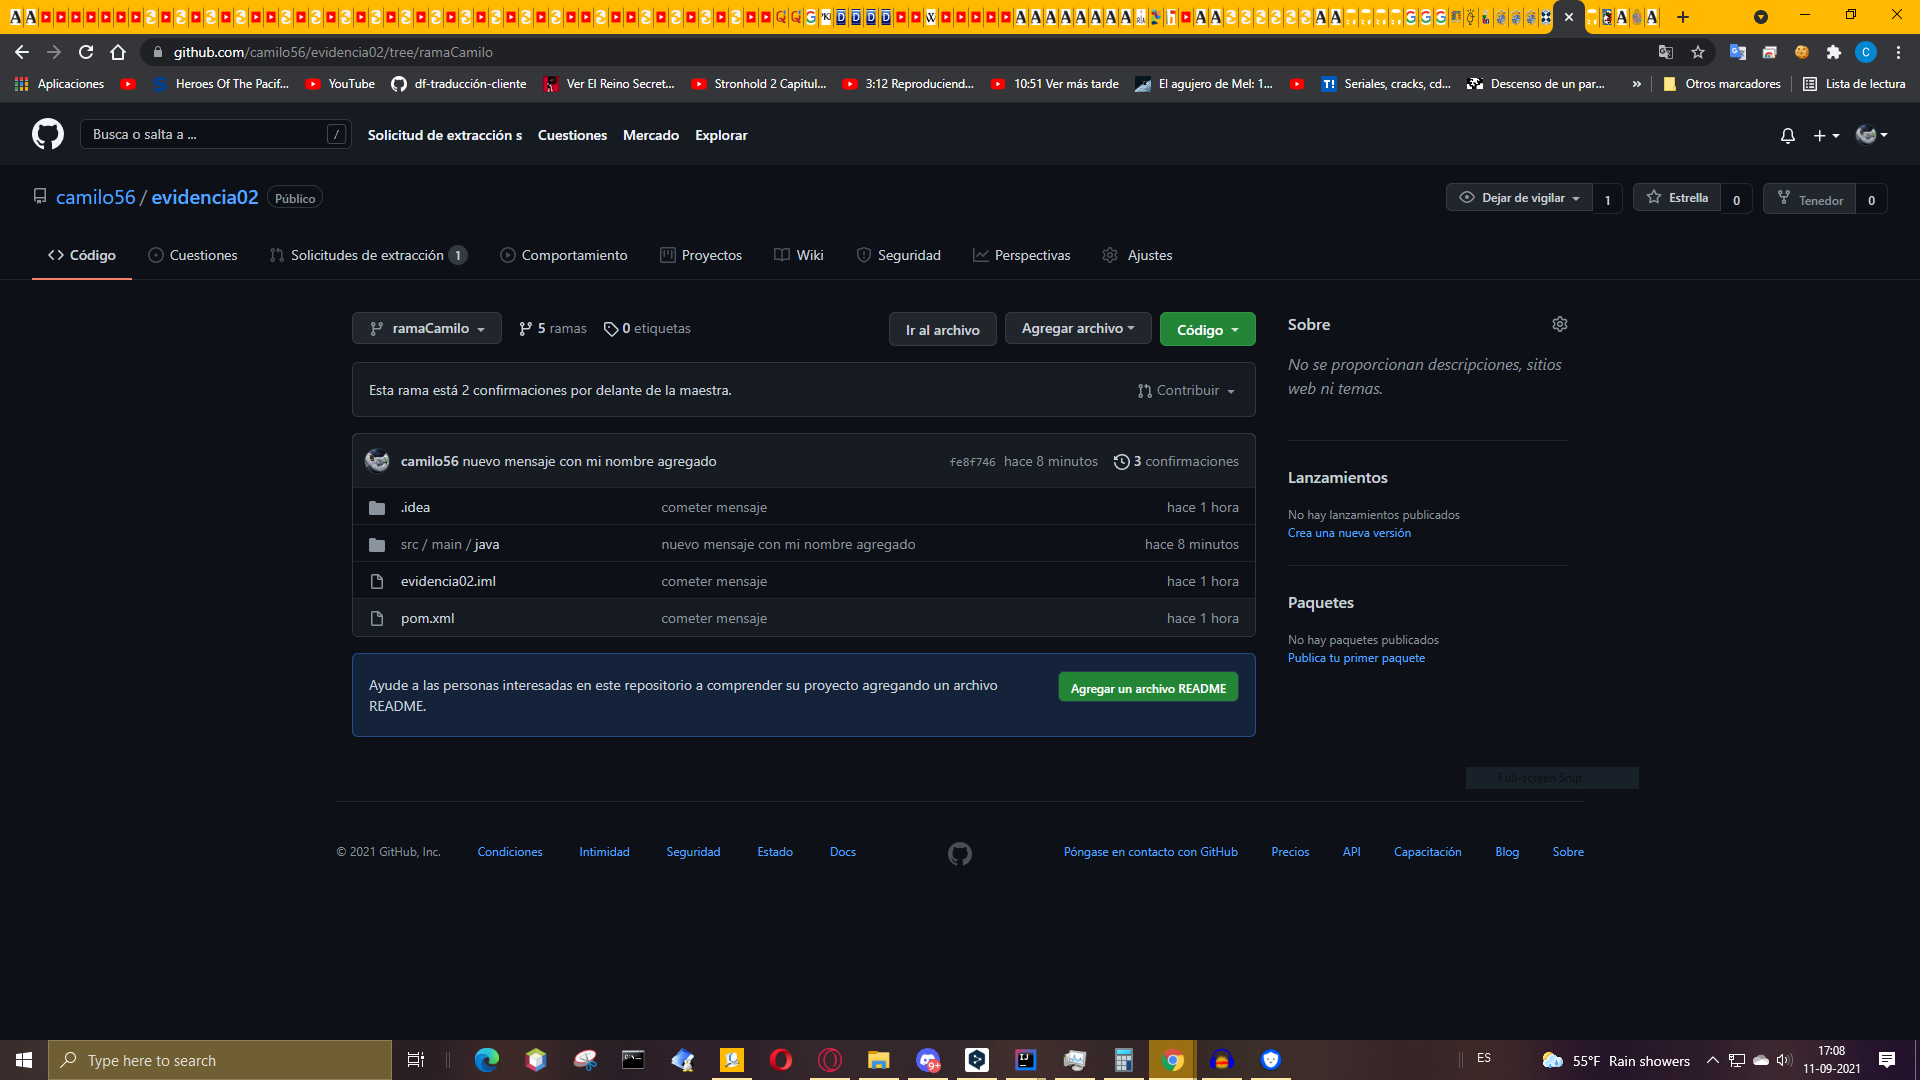 github.com/camilo56/evidencia02/tree/ramaCamilo
Aplicaciones
Heroes Of The Pacif...
YouTube
df-traducción-cliente
Ver El Reino Secret...
Stronhold 2 Capitul...
3:12 Reproduciend...
10:51 Ver más tarde
El agujero de Mel: 1...
Seriales, cracks, cd...
Descenso de un par...
»
Otros marcadores
Lista de lectura
Busca o salta a ...
/
Solicitud de extracción s
Cuestiones
Mercado
Explorar
camilo56 / evidencia02
Público
Dejar de vigilar
1
Estrella
0
Tenedor
0
Código
Cuestiones
Solicitudes de extracción
1
Comportamiento
Proyectos
Wiki
Seguridad
Perspectivas
Ajustes
ramaCamilo
5 ramas
0 etiquetas
Ir al archivo
Agregar archivo
Código
Sobre
No se proporcionan descripciones, sitios
web ni temas.
Esta rama está 2 confirmaciones por delante de la maestra.
Contribuir
camilo56 nuevo mensaje con mi nombre agregado
fe8f746 hace 8 minutos
3 confirmaciones
.idea
cometer mensaje
hace 1 hora
src / main / java
nuevo mensaje con mi nombre agregado
hace 8 minutos
evidencia02.iml
cometer mensaje
hace 1 hora
pom.xml
cometer mensaje
hace 1 hora
Lanzamientos
No hay lanzamientos publicados
Crea una nueva versión
Paquetes
No hay paquetes publicados
Publica tu primer paquete
Ayude a las personas interesadas en este repositorio a comprender su proyecto agregando un archivo
README.
Agregar un archivo README
Full-screen Snip
© 2021 GitHub, Inc.
Condiciones
Intimidad
Seguridad
Estado
Docs
Póngase en contacto con GitHub
Precios
API
Capacitación
Blog
Sobre
Type here to search
ES
55°F Rain showers
17:08
11-09-2021